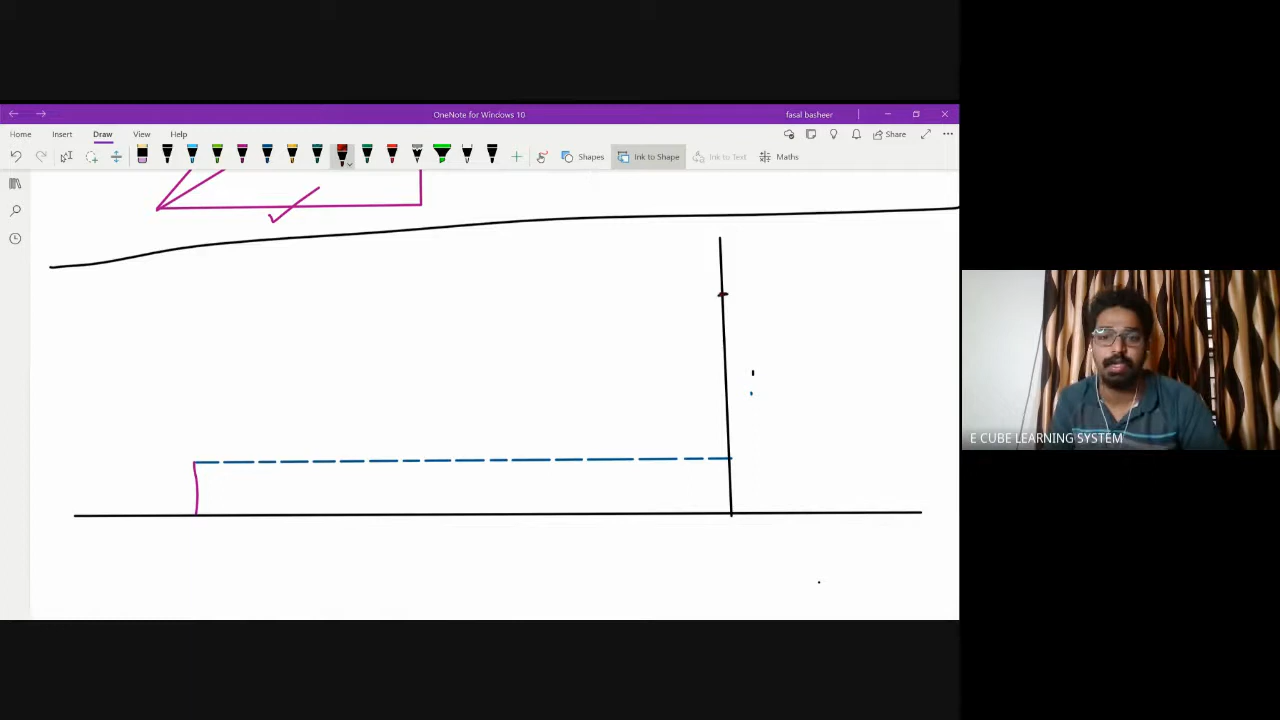 OneNote for Windows 10
fasal basheer
Home Insert Draw View Help
Share
Shapes Ink to Shape Ink to Text Maths
E CUBE LEARNING SYSTEM